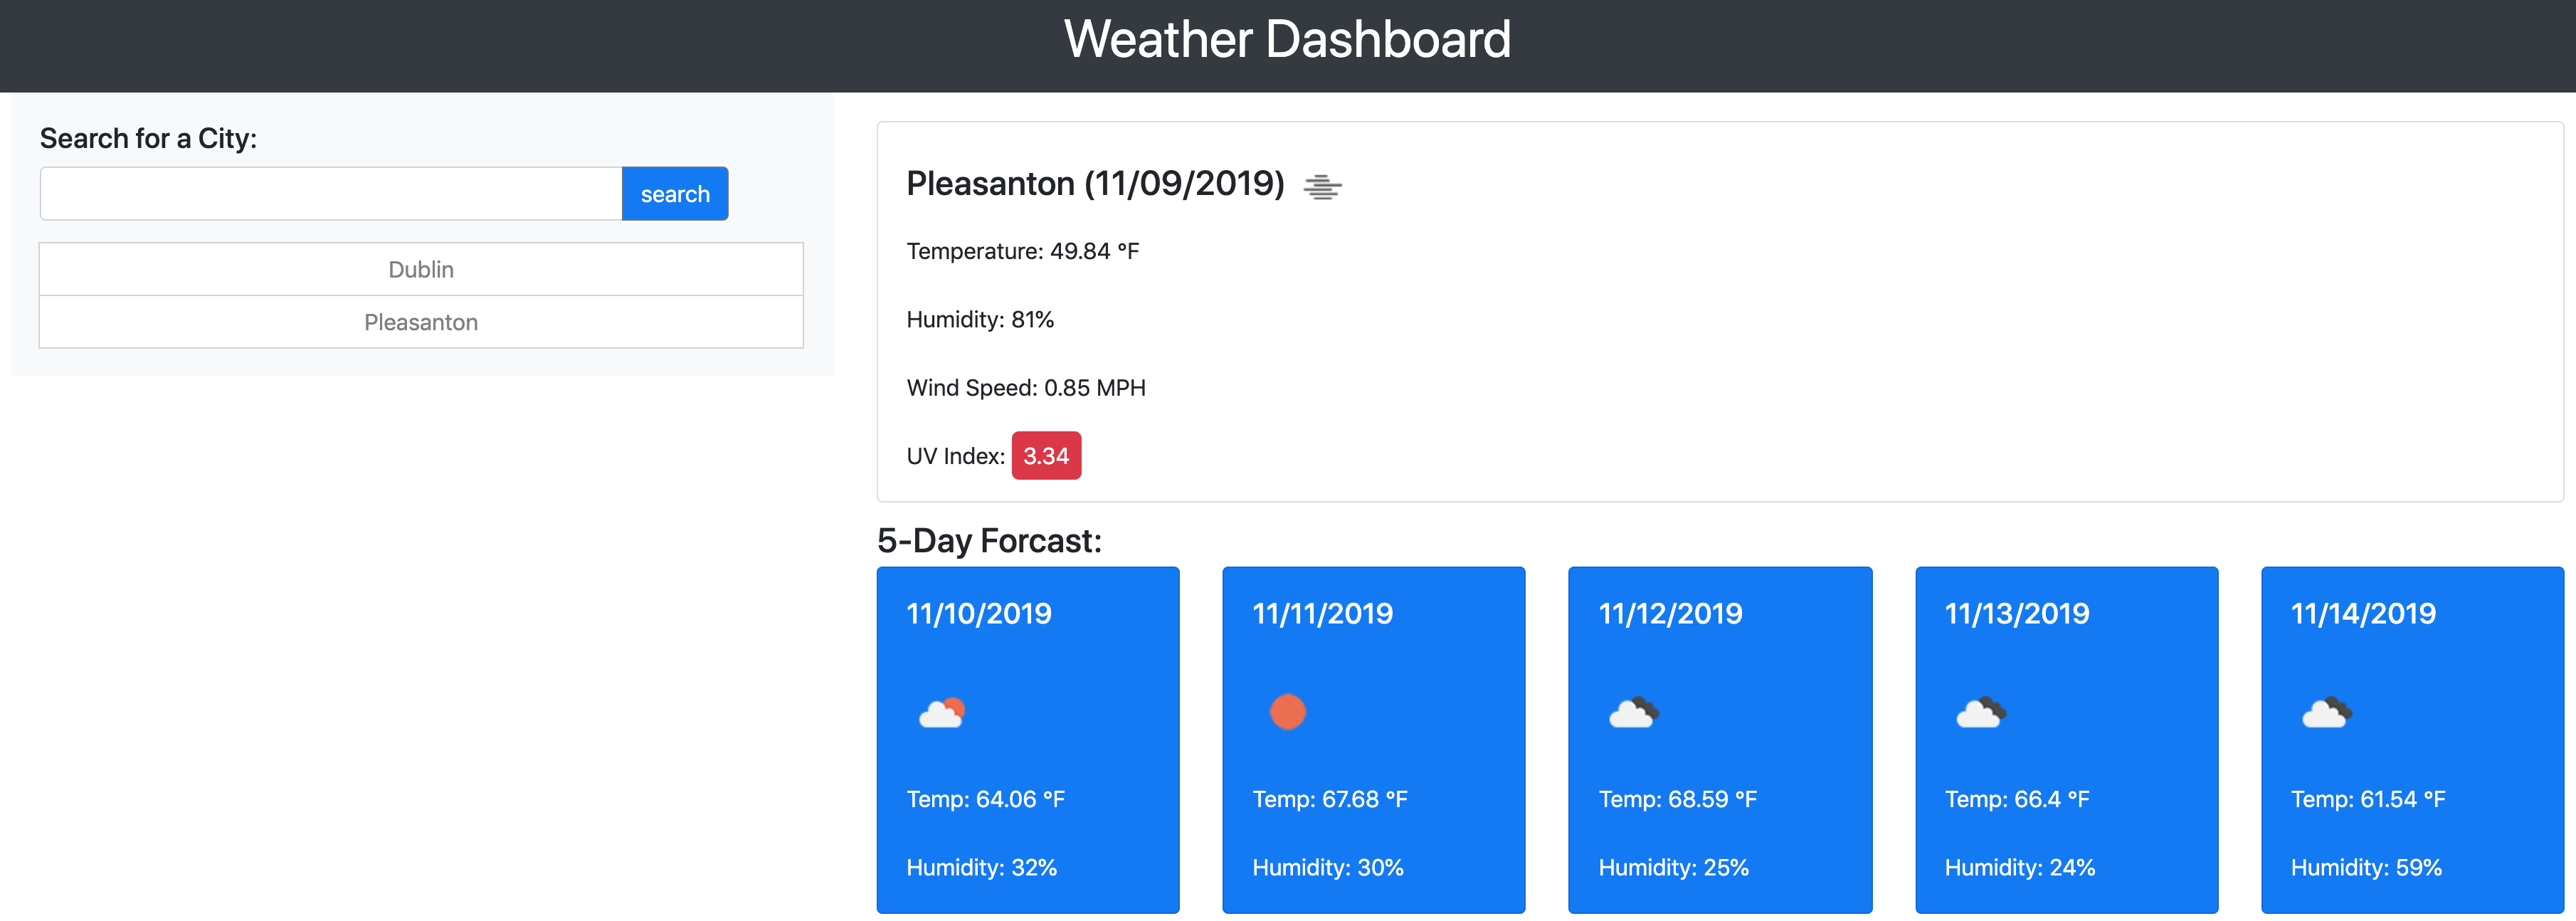 Weather Dashboard
Search for a City:
search
Dublin
Pleasanton
Pleasanton (11/09/2019)
Temperature: 49.84 °F
Humidity: 81%
Wind Speed: 0.85 MPH
UV Index: 3.34
5-Day Forcast:
11/10/2019
Temp: 64.06 °F
Humidity: 32%
11/11/2019
Temp: 67.68 °F
Humidity: 30%
11/12/2019
Temp: 68.59 °F
Humidity: 25%
11/13/2019
Temp: 66.4 °F
Humidity: 24%
11/14/2019
Temp: 61.54 °F
Humidity: 59%